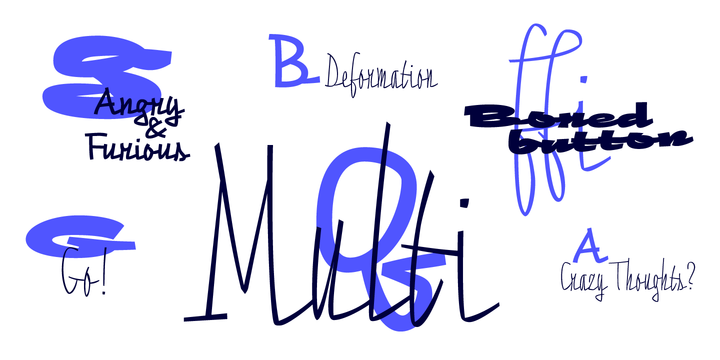 S
Angry
&
Furious
B
Deformation
ffi
Boned
button
Q
Multi
G
Go!
A
Crazy Thoughts?